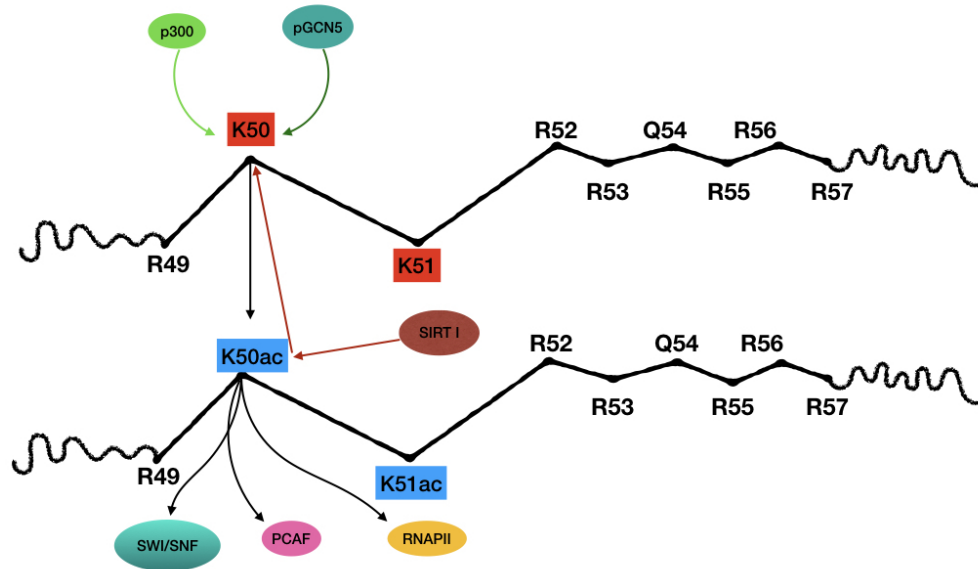 p300
pGCN5
K50
R52
Q54
R56
R53
R55
R57
R49
K51
SIRT I
K50ac
R52
Q54
R56
R53
R55
R57
R49
K51ac
SWI/SNF
PCAF
RNAPII